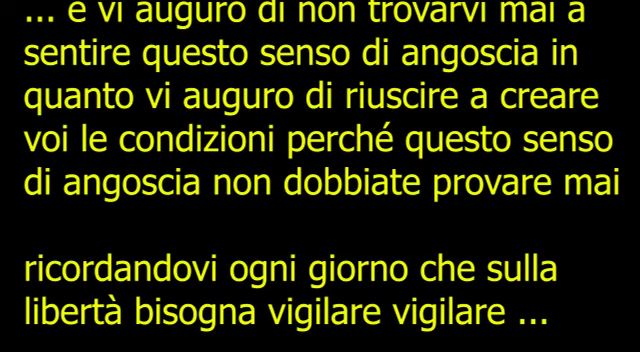 ... e vi auguro di non trovarvi mai a
sentire questo senso di angoscia in
quanto vi auguro di riuscire a creare
voi le condizioni perché questo senso
di angoscia non dobbiate provare mai
ricordandovi ogni giorno che sulla
libertà bisogna vigilare vigilare ...